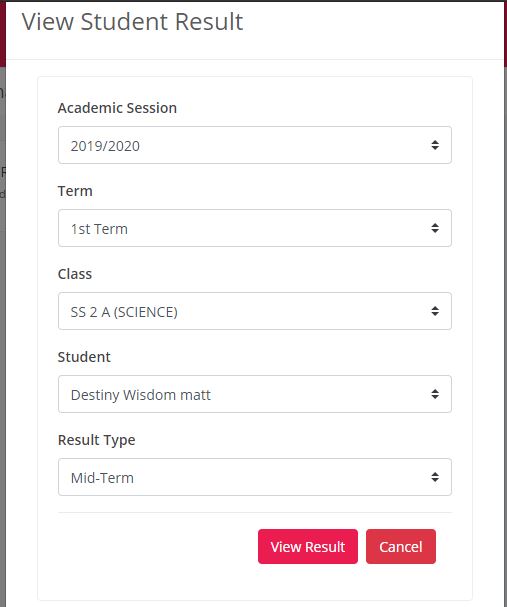 View Student Result
Academic Session
2019/2020
Term
1st Term
Class
SS 2 A (SCIENCE)
Student
Destiny Wisdom matt
Result Type
Mid-Term
View Result Cancel